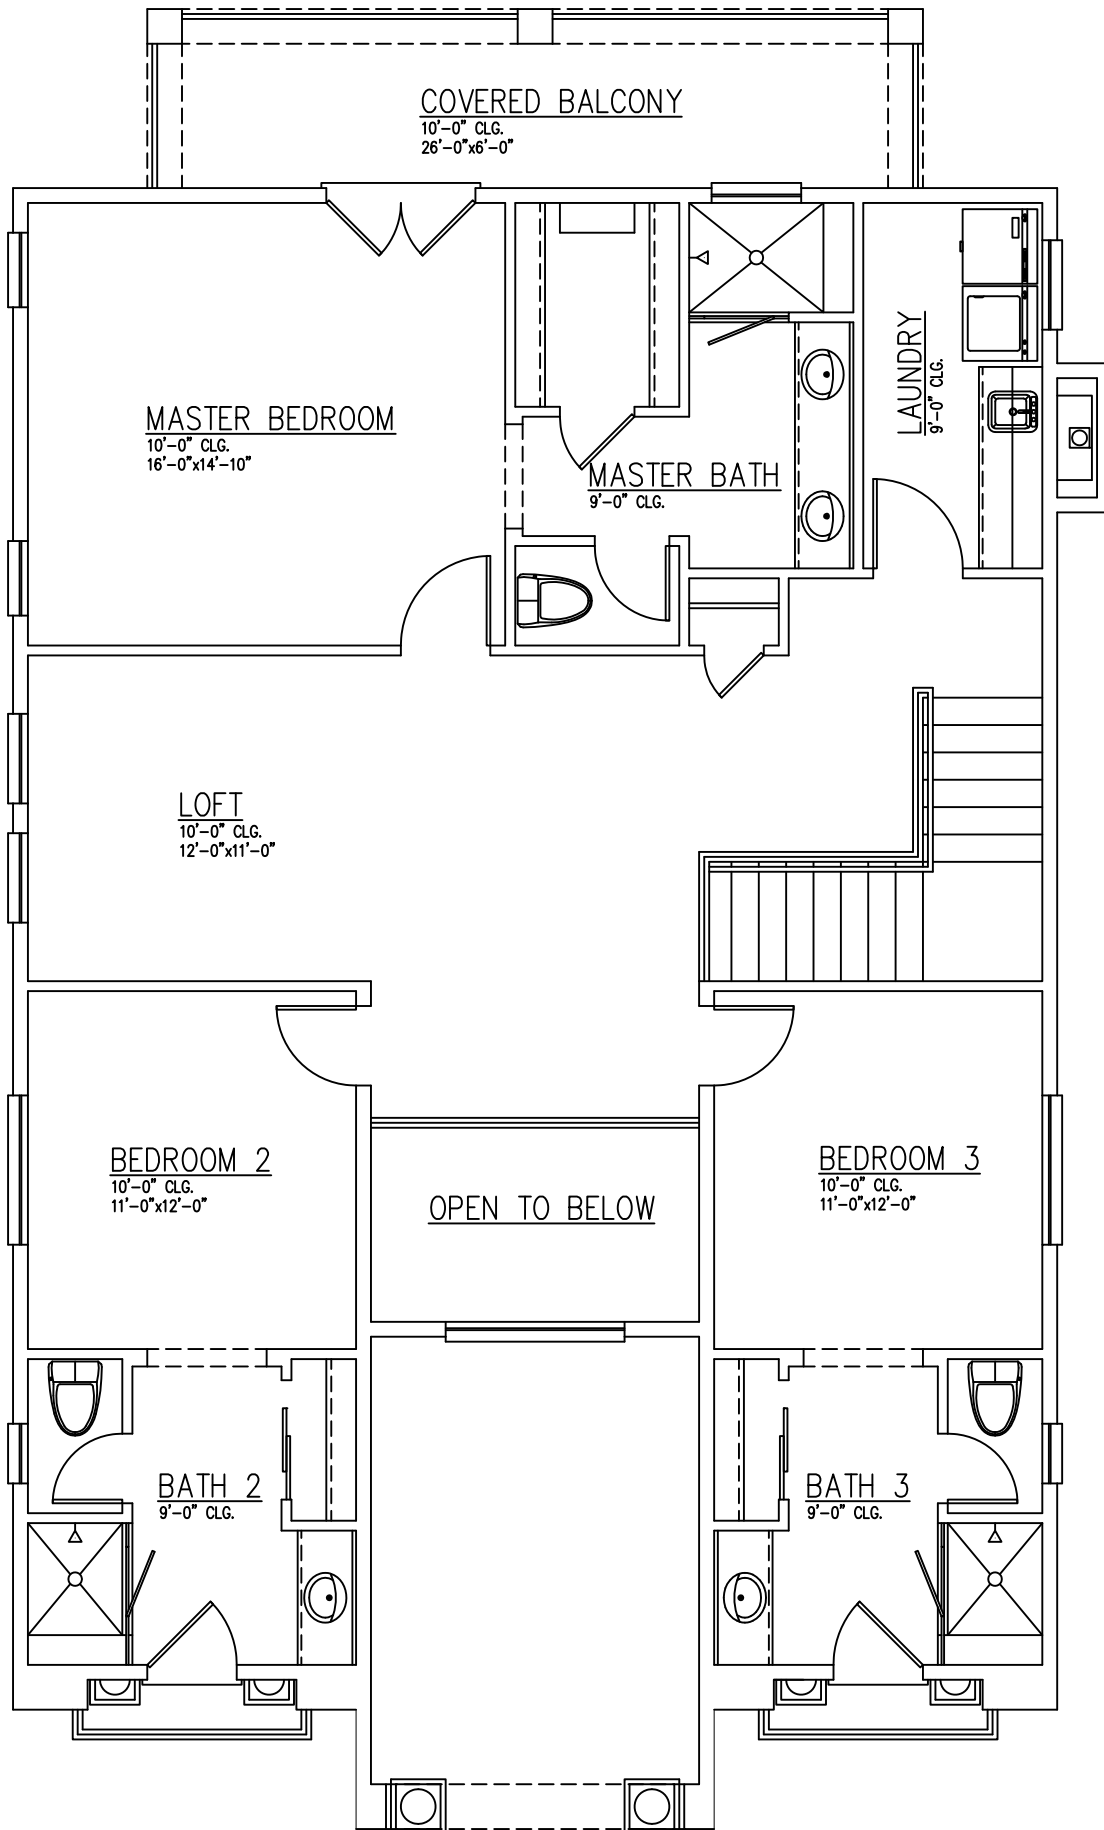 COVERED BALCONY
10'-0" CLG.
26'-0"x6'-0"
MASTER BEDROOM
10'-0" CLG.
16'-0"x14'-10"
MASTER BATH
9'-0" CLG.
LAUNDRY
9'-0" CLG.
LOFT
10'-0" CLG.
12'-0"x11'-0"
BEDROOM 2
10'-0" CLG.
11'-0"x12'-0"
OPEN TO BELOW
BEDROOM 3
10'-0" CLG.
11'-0"x12'-0"
BATH 2
9'-0" CLG.
BATH 3
9'-0" CLG.